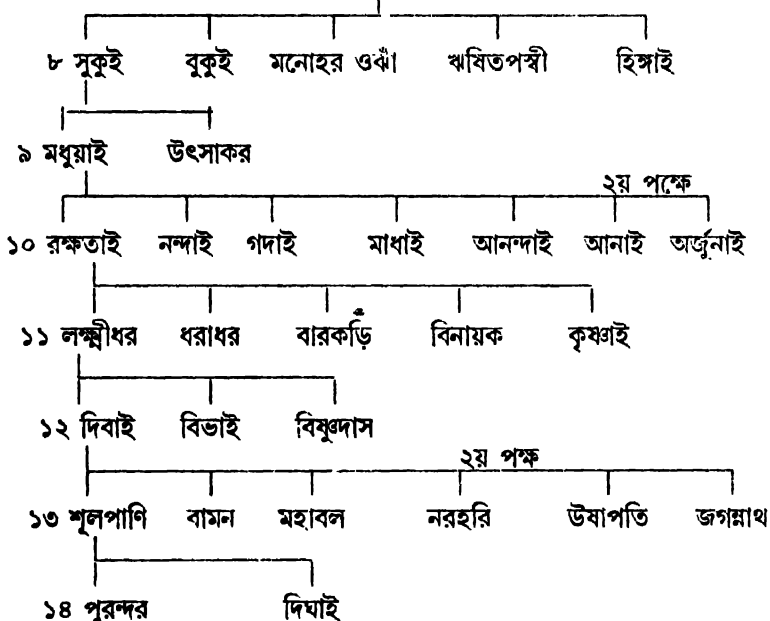 ৮ সুকুই বুকুই মনোহর ওঝাঁ ঋষিতপস্বী হিঙ্গাই
৯ মধুয়াই উৎসাকর
২য় পক্ষে
১০ রক্ষতাই নন্দাই গদাই মাধাই আনন্দাই আনাই অর্জুনাই
১১ লক্ষ্মীধর ধরাধর বারকড়িঁ বিনায়ক কৃষ্ণাই
১২ দিবাই বিভাই বিষ্ণুদাস
২য় পক্ষ
১৩ শূলপাণি বামন মহাবল নরহরি উষাপতি জগন্নাথ
১৪ পুরন্দর দিঘাই